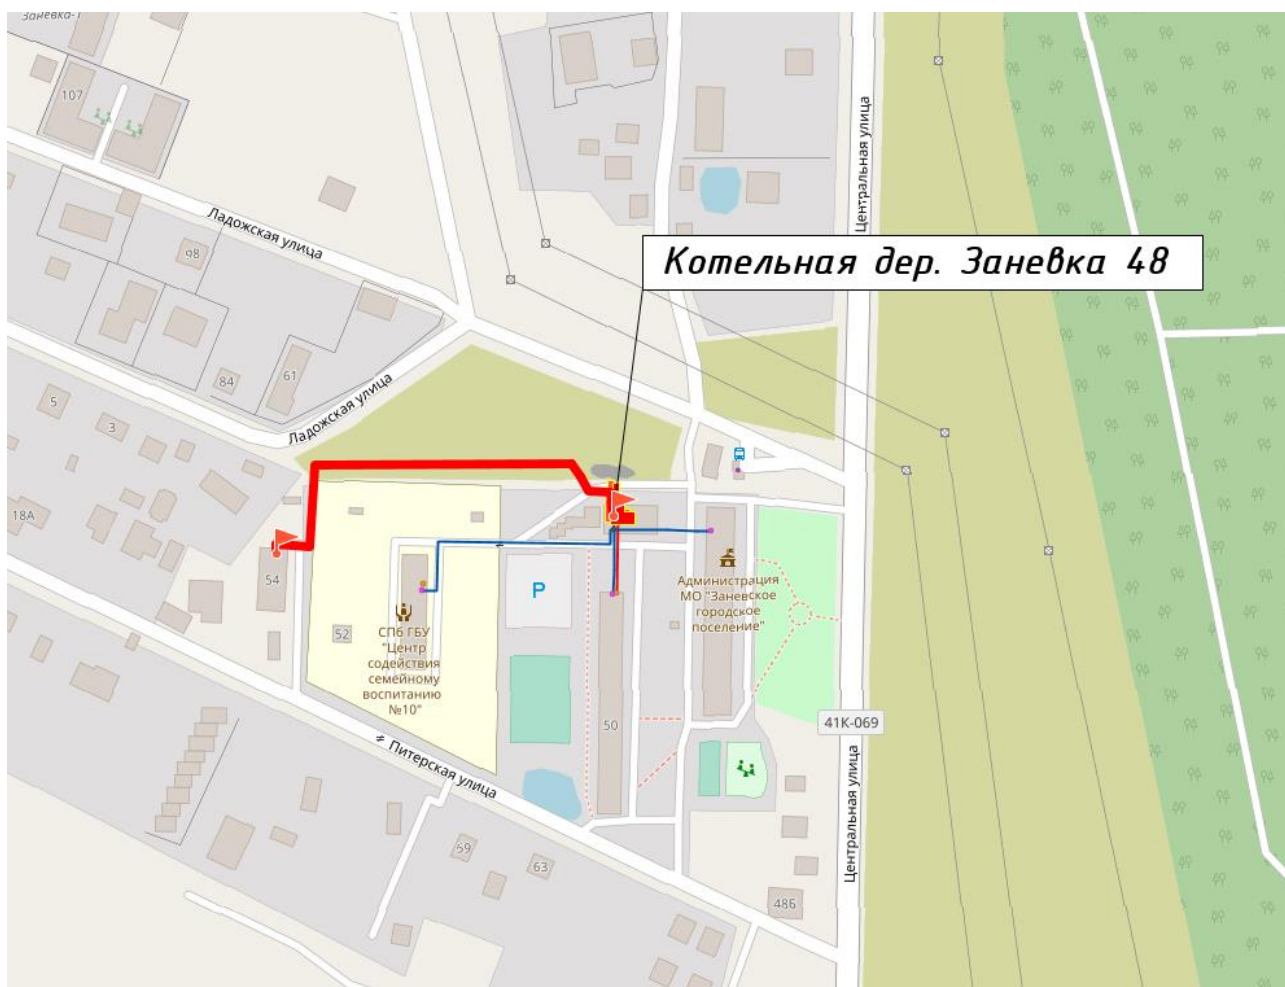 Заневка-1
107
Ладожская улица
98
Центральная улица
Котельная дер. Заневка 48
84
61
Ладожская улица
5
3
18А
54
52
СПб ГБУ
"Центр
содействия
семейному
воспитанию
№10"
P
Администрация
МО "Заневское
городское
поселение"
50
41К-069
Питерская улица
Центральная улица
69
63
48Б